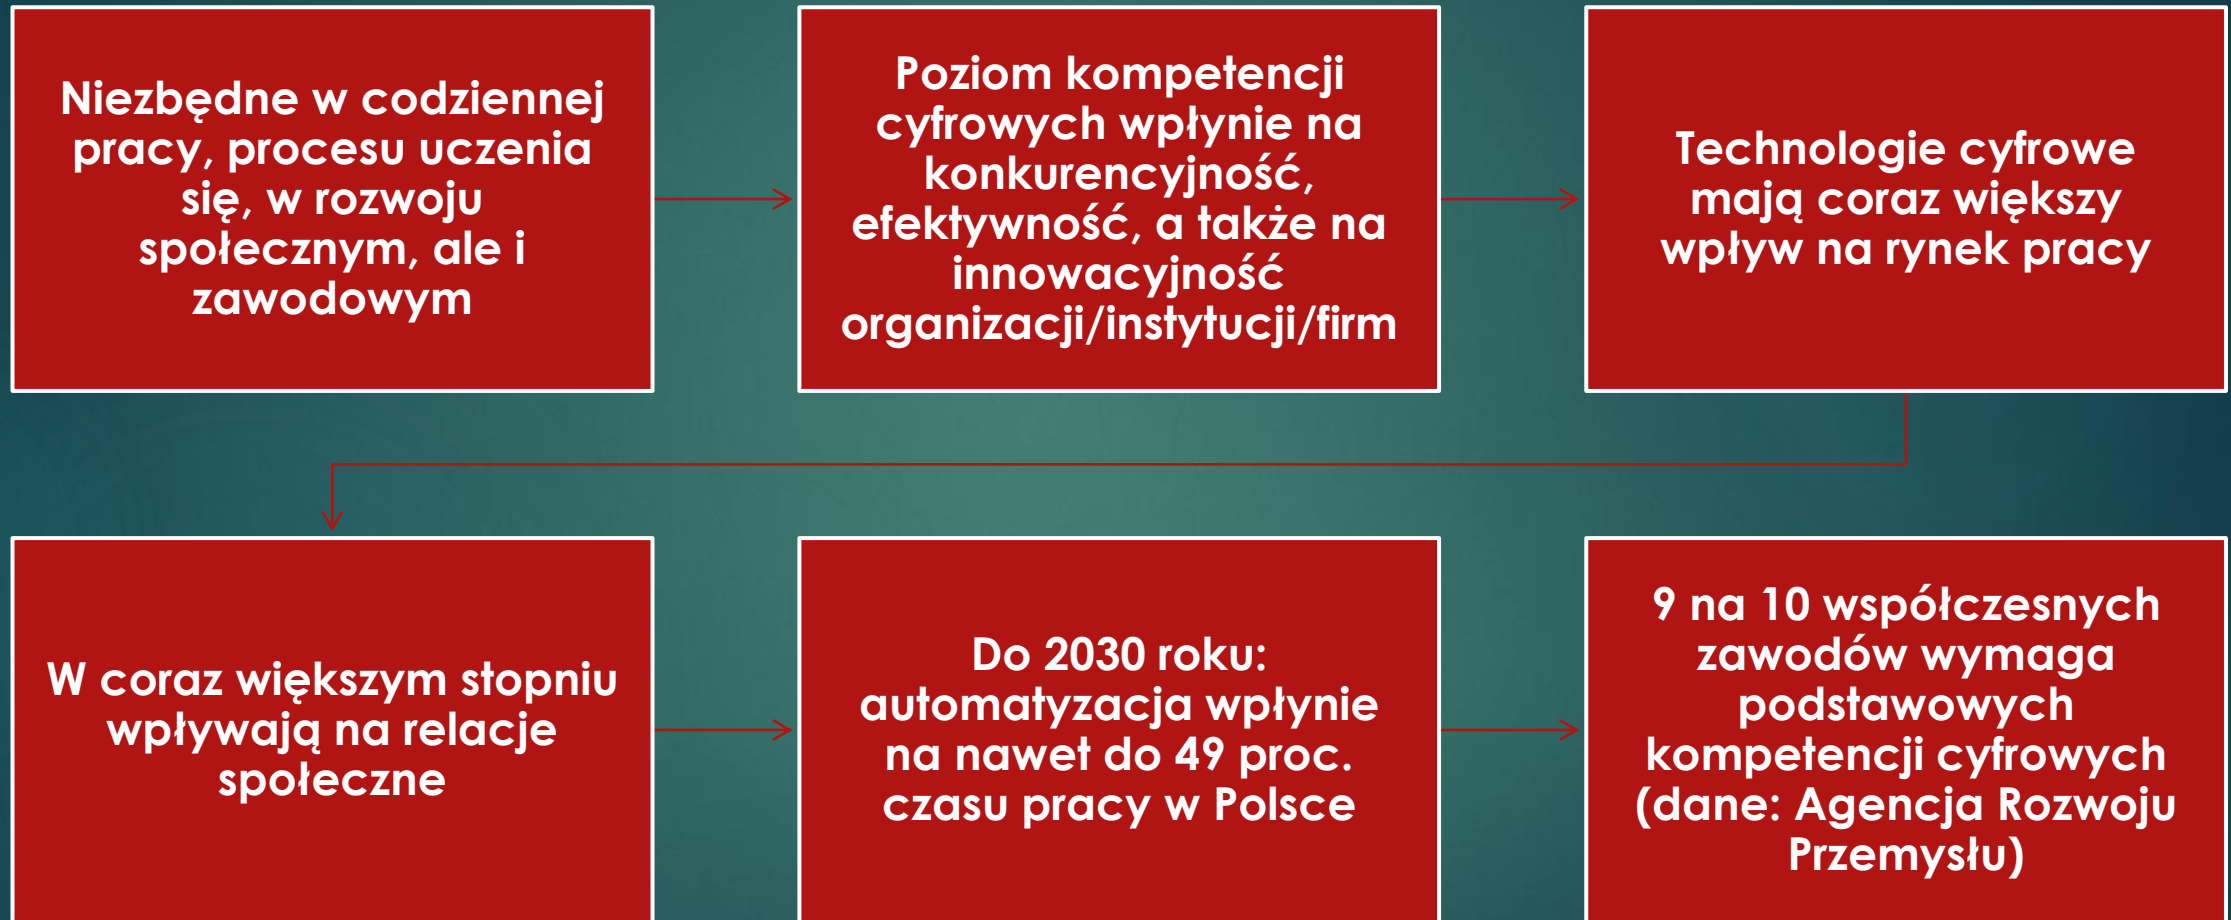 Niezbędne w codziennej
pracy, procesu uczenia
się, w rozwoju
społecznym, ale i
zawodowym
Poziom kompetencji
cyfrowych wpłynie na
konkurencyjność,
efektywność, a także na
innowacyjność
organizacji/instytucji/firm
Technologie cyfrowe
mają coraz większy
wpływ na rynek pracy
W coraz większym stopniu
wpływają na relacje
społeczne
Do 2030 roku:
automatyzacja wpłynie
na nawet do 49 proc.
czasu pracy w Polsce
9 na 10 współczesnych
zawodów wymaga
podstawowych
kompetencji cyfrowych
(dane: Agencja Rozwoju
Przemysłu)